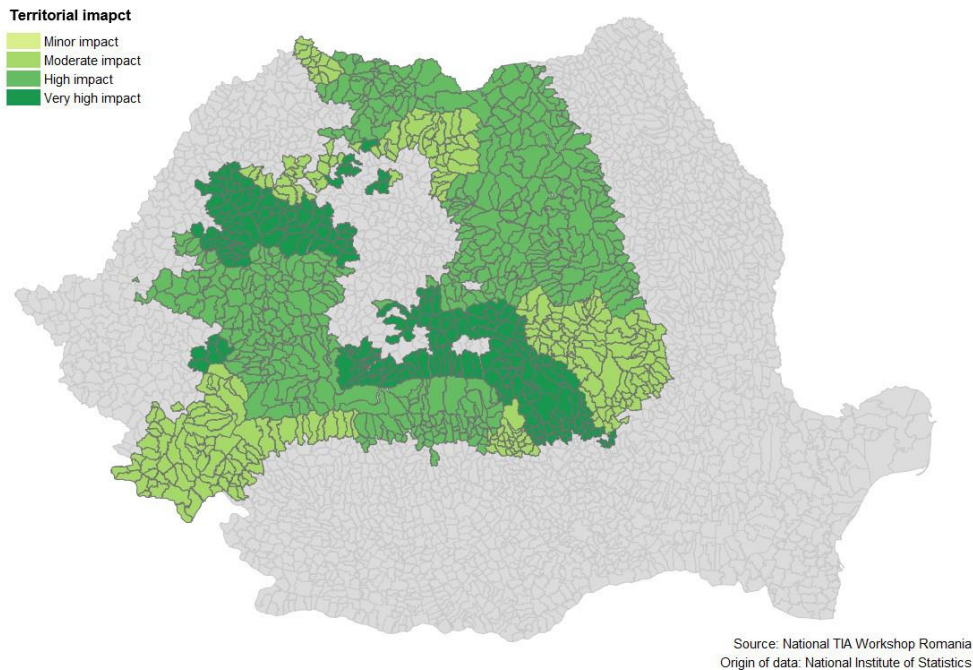 Territorial imapct
Minor impact
Moderate impact
High impact
Very high impact
Source: National TIA Workshop Romania
Origin of data: National Institute of Statistics